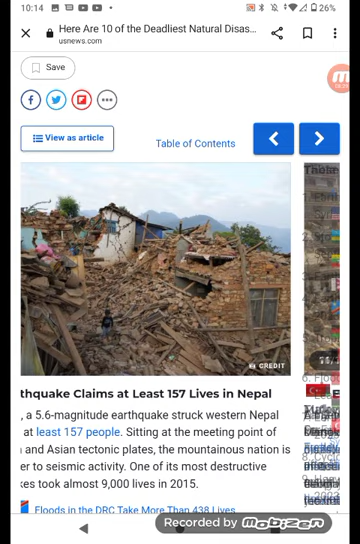 10:14
26%
Here Are 10 of the Deadliest Natural Disas...
usnews.com
Save
View as article
Table of Contents
CREDIT
thquake Claims at Least 157 Lives in Nepal
, a 5.6-magnitude earthquake struck western Nepal
at least 157 people. Sitting at the meeting point of
and Asian tectonic plates, the mountainous nation is
er to seismic activity. One of its most destructive
kes took almost 9,000 lives in 2015.
Floods in the DRC Take More Than 438 Lives
Recorded by Mobizen